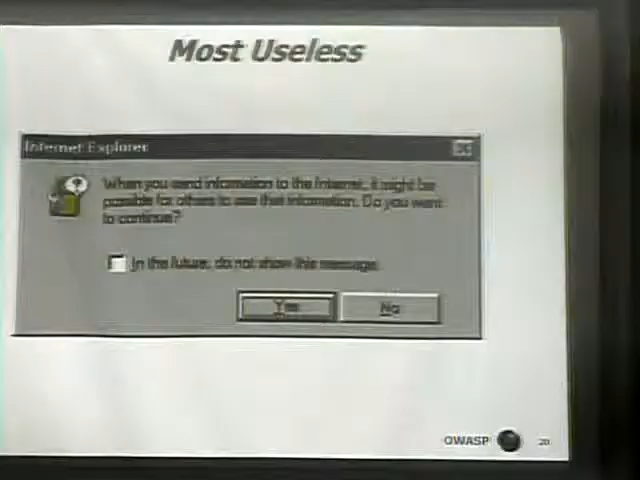 Most Useless
Internet Explorer
When you send information to the Internet, it might be
possible for others to see that information. Do you want
to continue?
In the future, do not show this message.
Yes
No
OWASP
20